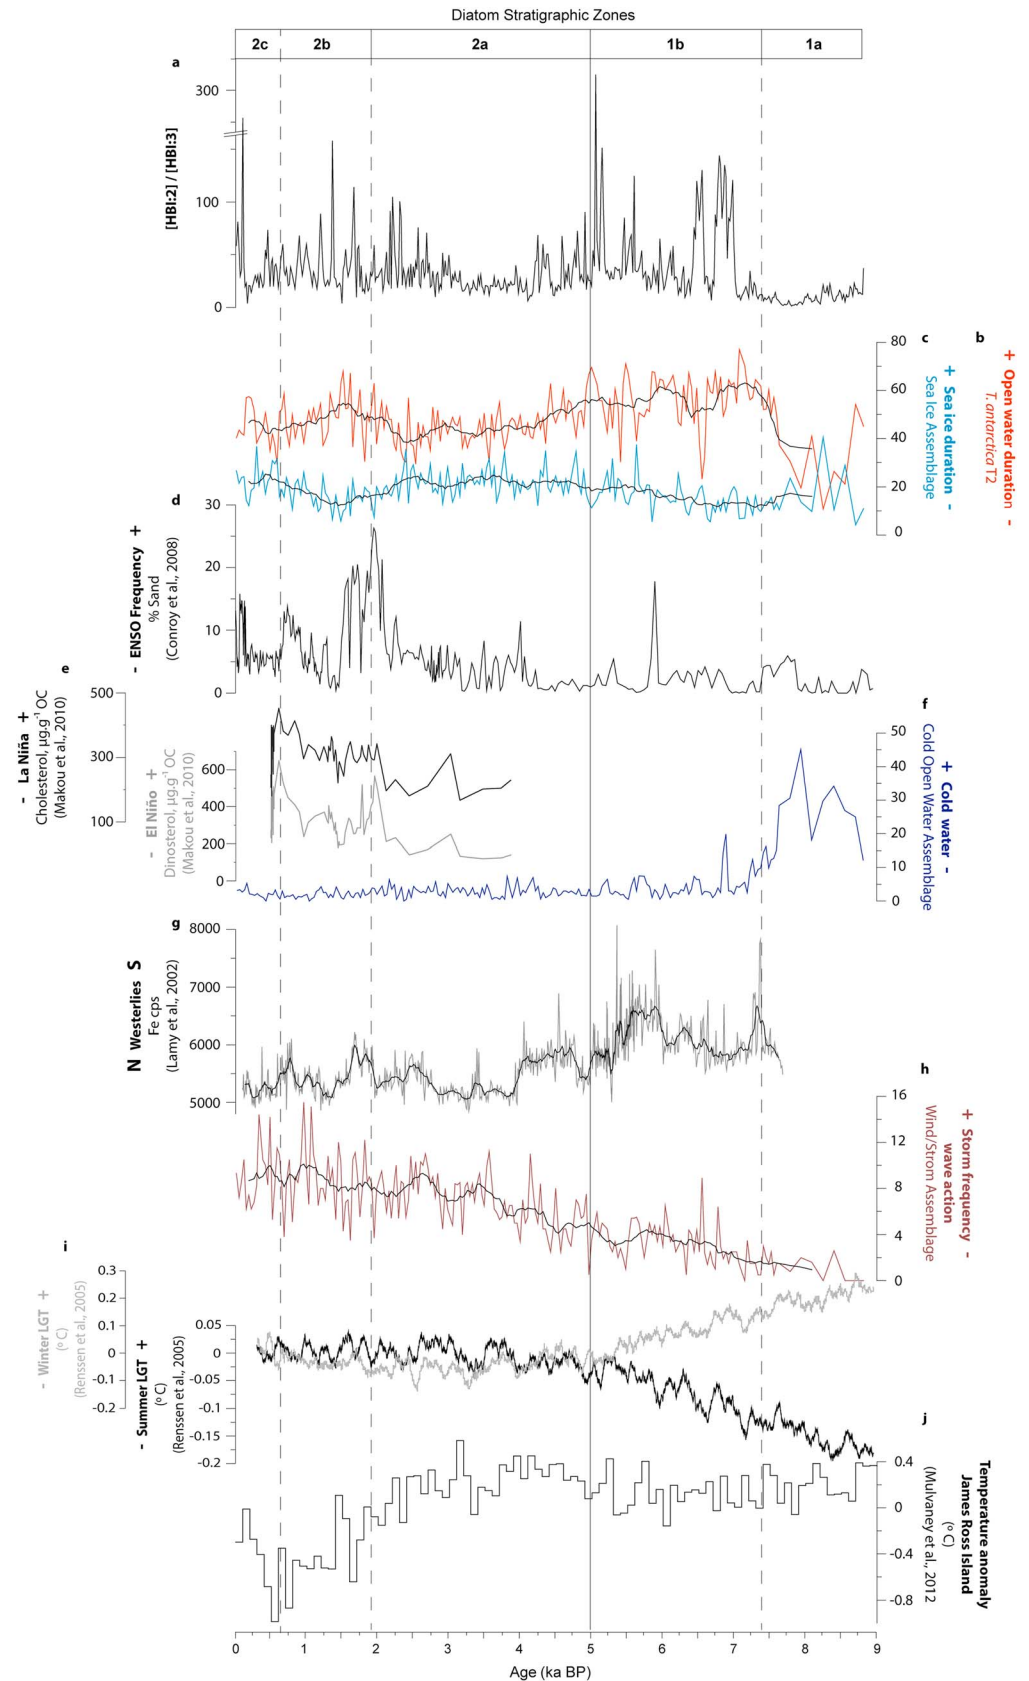 Diatom Stratigraphic Zones
2c 2b 2a 1b 1a
a
[HBI:2] / [HBI:3]
300
100
0
b
+ Open water duration -
T. antarctica T2
c
+ Sea ice duration -
Sea Ice Assemblage
80
60
40
20
0
d
- ENSO Frequency +
% Sand
(Conroy et al., 2008)
30
20
10
0
e
- La Niña +
Cholesterol, µg.g-1 OC
(Makou et al., 2010)
500
300
100
- El Niño +
Dinosterol, µg.g-1 OC
(Makou et al., 2010)
600
400
200
0
f
+ Cold water -
Cold Open Water Assemblage
50
40
30
20
10
0
g
N Westerlies S
Fe cps
(Lamy et al., 2002)
8000
7000
6000
5000
h
+ Storm frequency -
wave action
Wind/Strom Assemblage
16
12
8
4
0
i
- Winter LGT +
(º C)
(Renssen et al., 2005)
0.3
0.2
0.1
0
-0.1
-0.2
- Summer LGT +
(º C)
(Renssen et al., 2005)
0.05
0
-0.05
-0.1
-0.15
-0.2
j
Temperature anomaly
James Ross Island
(º C)
(Mulvaney et al., 2012
0.4
0
-0.4
-0.8
0 1 2 3 4 5 6 7 8 9
Age (ka BP)